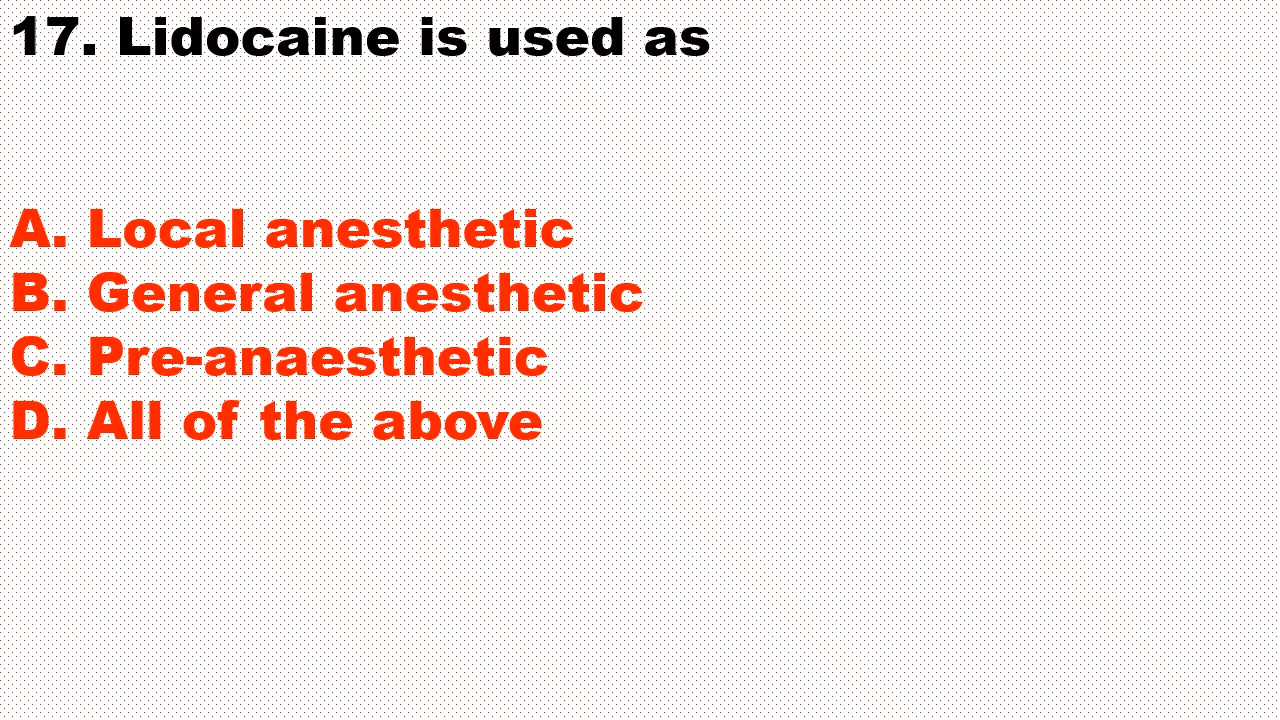 17. Lidocaine is used as
A. Local anesthetic
B. General anesthetic
C. Pre-anaesthetic
D. All of the above